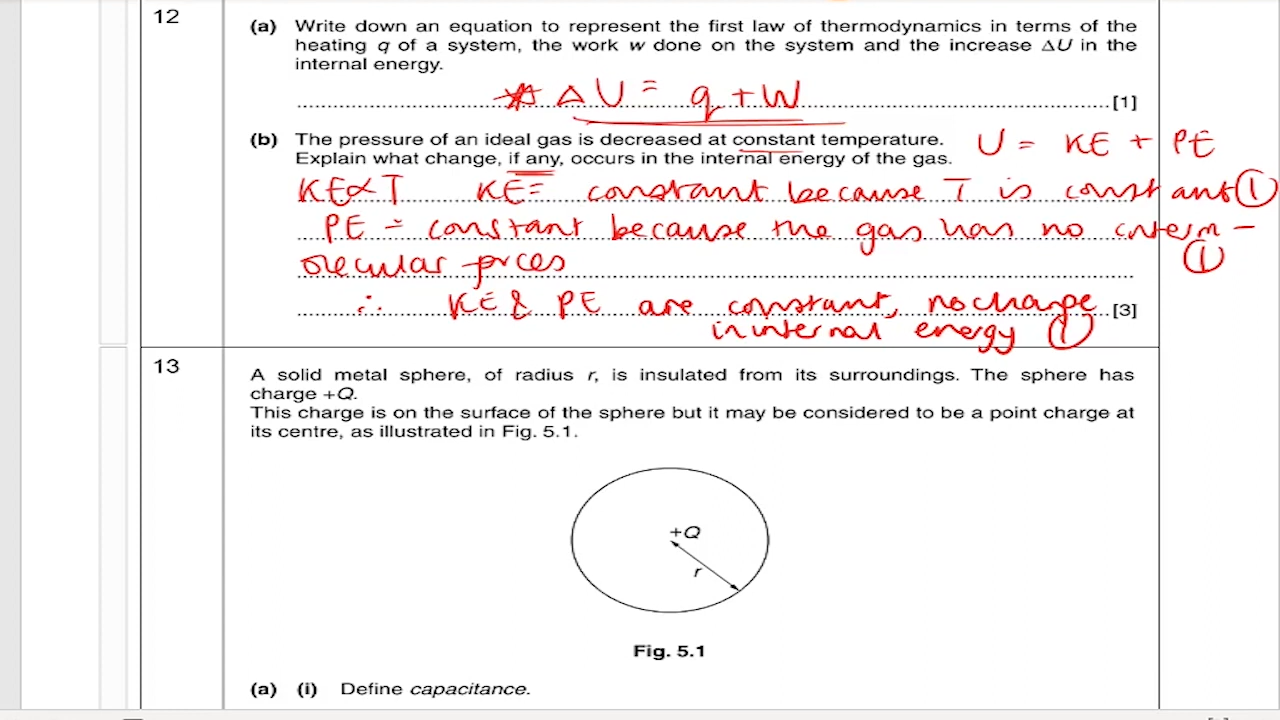 12
(a) Write down an equation to represent the first law of thermodynamics in terms of the
heating q of a system, the work w done on the system and the increase ΔU in the
internal energy.
* ΔU = q + W [1]
(b) The pressure of an ideal gas is decreased at constant temperature.
U = KE + PE
Explain what change, if any, occurs in the internal energy of the gas.
KE ∝ T KE = constant because T is constant ①
PE = constant because the gas has no interm-
olecular forces ①
∴ KE & PE are constant, no change [3]
in internal energy ①
13
A solid metal sphere, of radius r, is insulated from its surroundings. The sphere has
charge +Q.
This charge is on the surface of the sphere but it may be considered to be a point charge at
its centre, as illustrated in Fig. 5.1.
+Q
r
Fig. 5.1
(a) (i) Define capacitance.